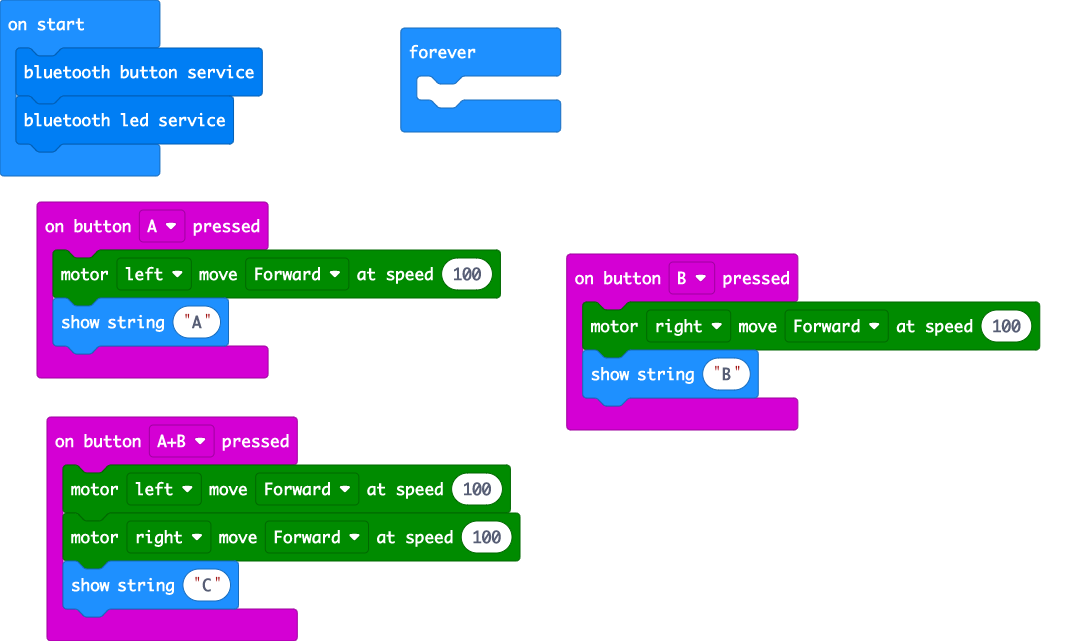 on start
bluetooth button service
bluetooth led service
forever
on button A pressed
motor left move Forward at speed 100
show string "A"
on button B pressed
motor right move Forward at speed 100
show string "B"
on button A+B pressed
motor left move Forward at speed 100
motor right move Forward at speed 100
show string "C"